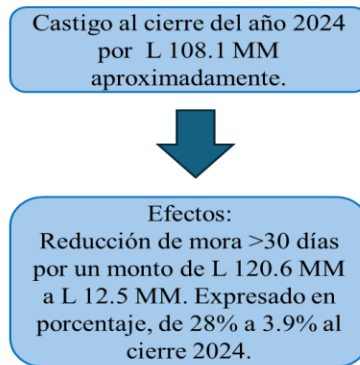 Castigo al cierre del año 2024
por L 108.1 MM
aproximadamente.
Efectos:
Reducción de mora >30 días
por un monto de L 120.6 MM
a L 12.5 MM. Expresado en
porcentaje, de 28% a 3.9% al
cierre 2024.